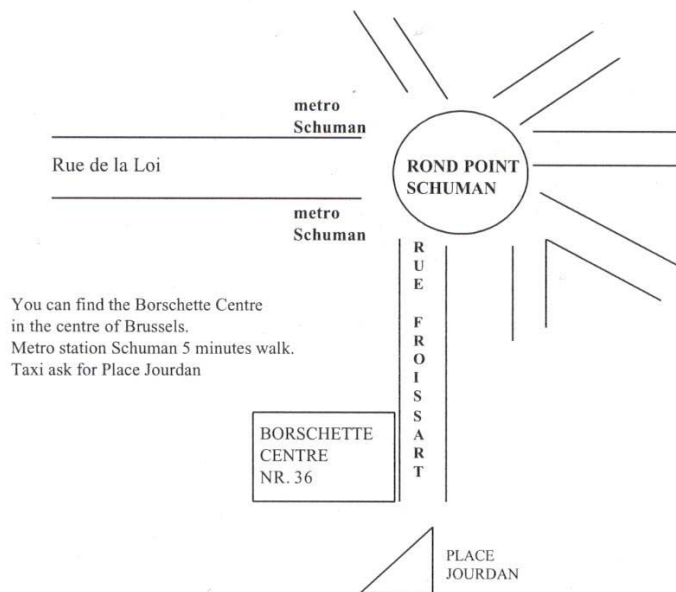 metro
Schuman
Rue de la Loi
ROND POINT
SCHUMAN
metro
Schuman
RUE FROISSART
You can find the Borschette Centre
in the centre of Brussels.
Metro station Schuman 5 minutes walk.
Taxi ask for Place Jourdan
BORSCHETTE
CENTRE
NR. 36
PLACE
JOURDAN